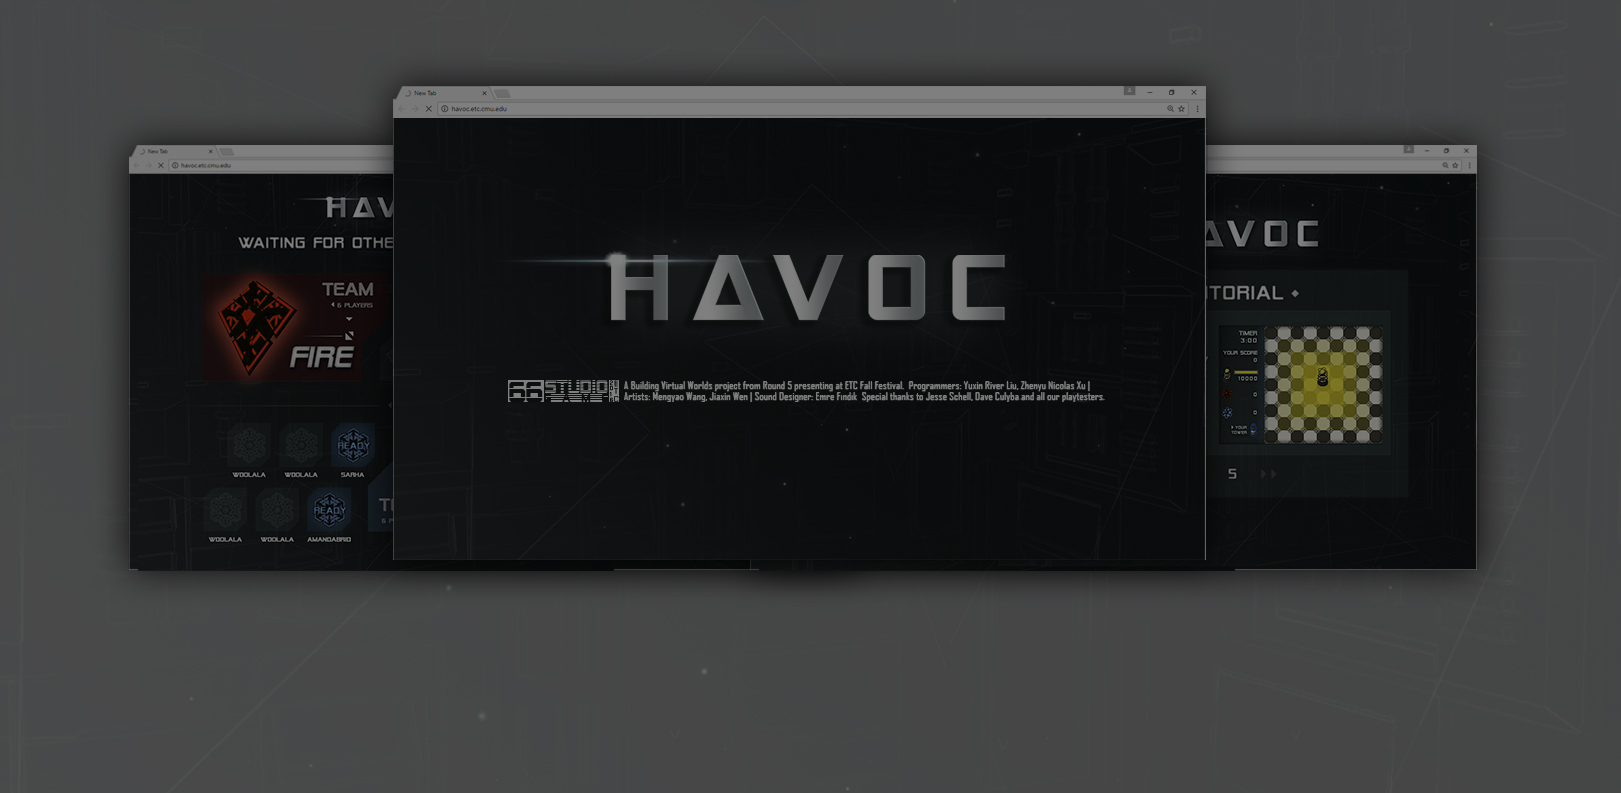 New Tab
havoc.etc.cmu.edu
HAVOC
STUDIO
A Building Virtual Worlds project from Round 5 presenting at ETC Fall Festival. Programmers: Yuxin River Liu, Zhenyu Nicolas Xu |
Artists: Mengyao Wang, Jiaxin Wen | Sound Designer: Emre Findik Special thanks to Jesse Schell, Dave Culyba and all our playtesters.
New Tab
havoc.etc.cmu.edu
HAV
WAITING FOR OTHE
TEAM
6 PLAYERS
FIRE
READY
WOOLALA WOOLALA SARHA
READY
WOOLALA WOOLALA AMANDABRID
AVOC
TORIAL
TIMER
3:00
YOUR SCORE
0
10000
0
0
YOUR
TOWER
5